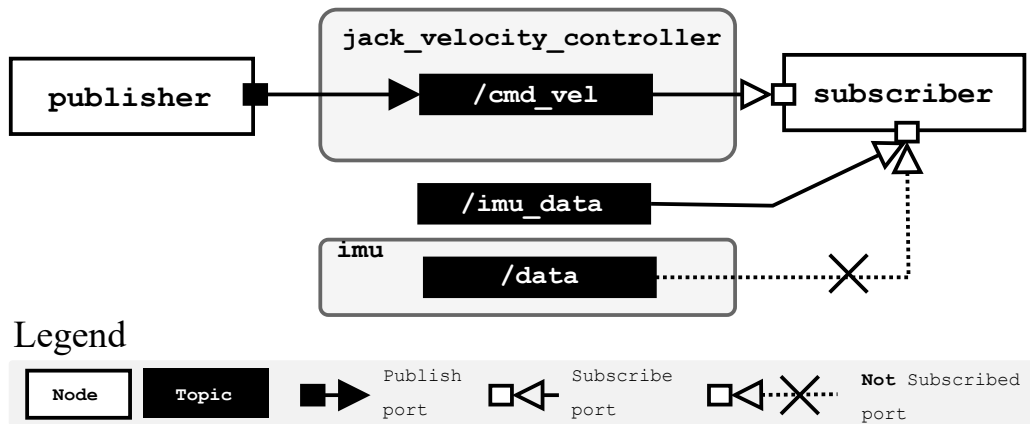 jack_velocity_controller
publisher
/cmd_vel
subscriber
/imu_data
imu
/data
Legend
Node
Topic
Publish
port
Subscribe
port
Not Subscribed
port